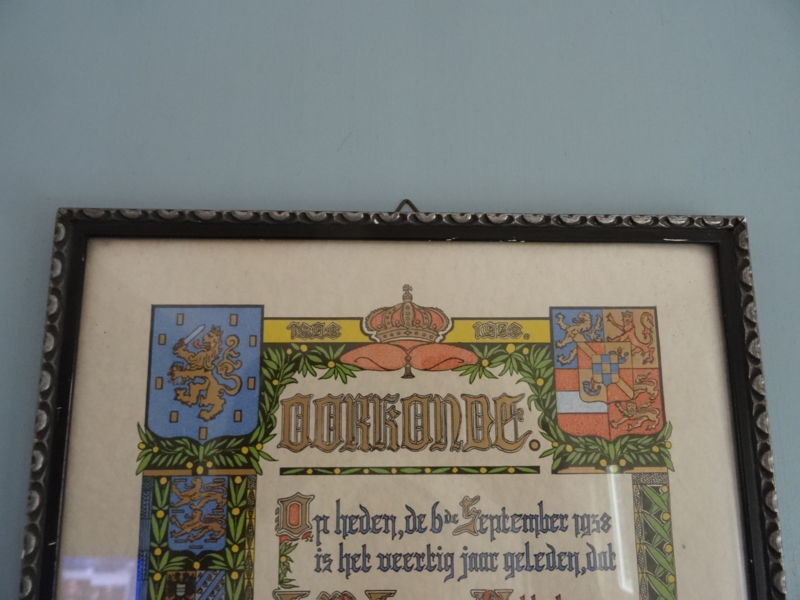 1898 1938.
OORKONDE.
Op heden, de 6de September 1938
is het veertig jaar geleden, dat